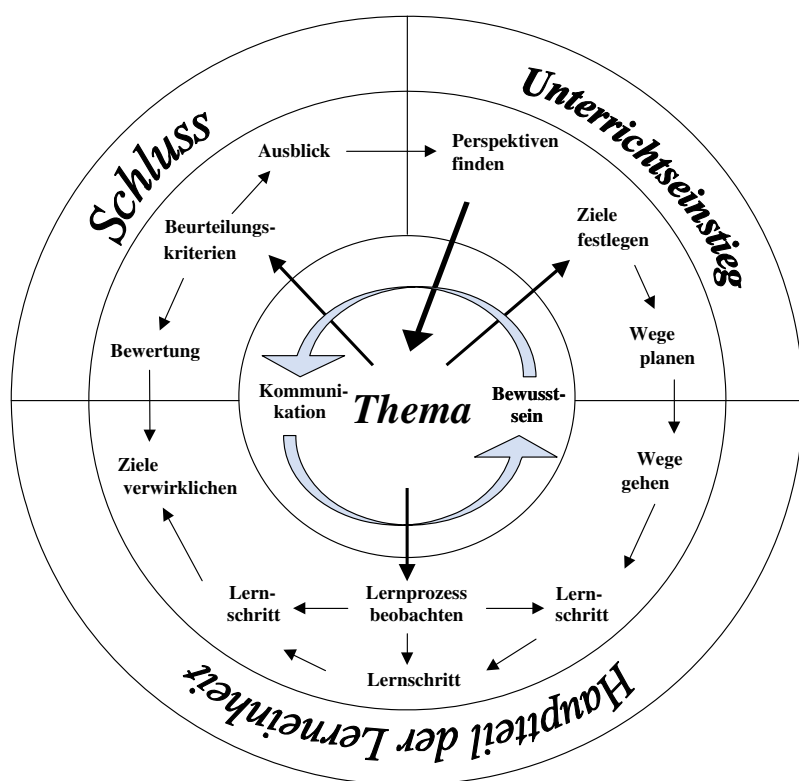 Schluss
Unterrichtseinstieg
Ausblick
Perspektiven
finden
Beurteilungs-
kriterien
Ziele
festlegen
Bewertung
Wege
planen
Kommuni-
kation
Thema
Bewusst-
sein
Ziele
verwirklichen
Wege
gehen
Lern-
schritt
Lernprozess
beobachten
Lern-
schritt
Lernschritt
Hauptteil der Lerneinheit